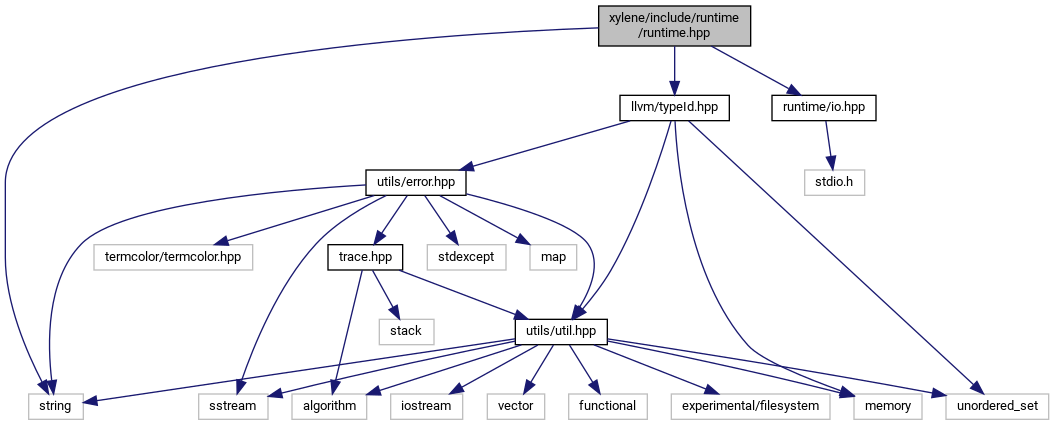 xylene/include/runtime
/runtime.hpp
llvm/typeId.hpp
runtime/io.hpp
utils/error.hpp
stdio.h
termcolor/termcolor.hpp
trace.hpp
stdexcept
map
stack
utils/util.hpp
string
sstream
algorithm
iostream
vector
functional
experimental/filesystem
memory
unordered_set